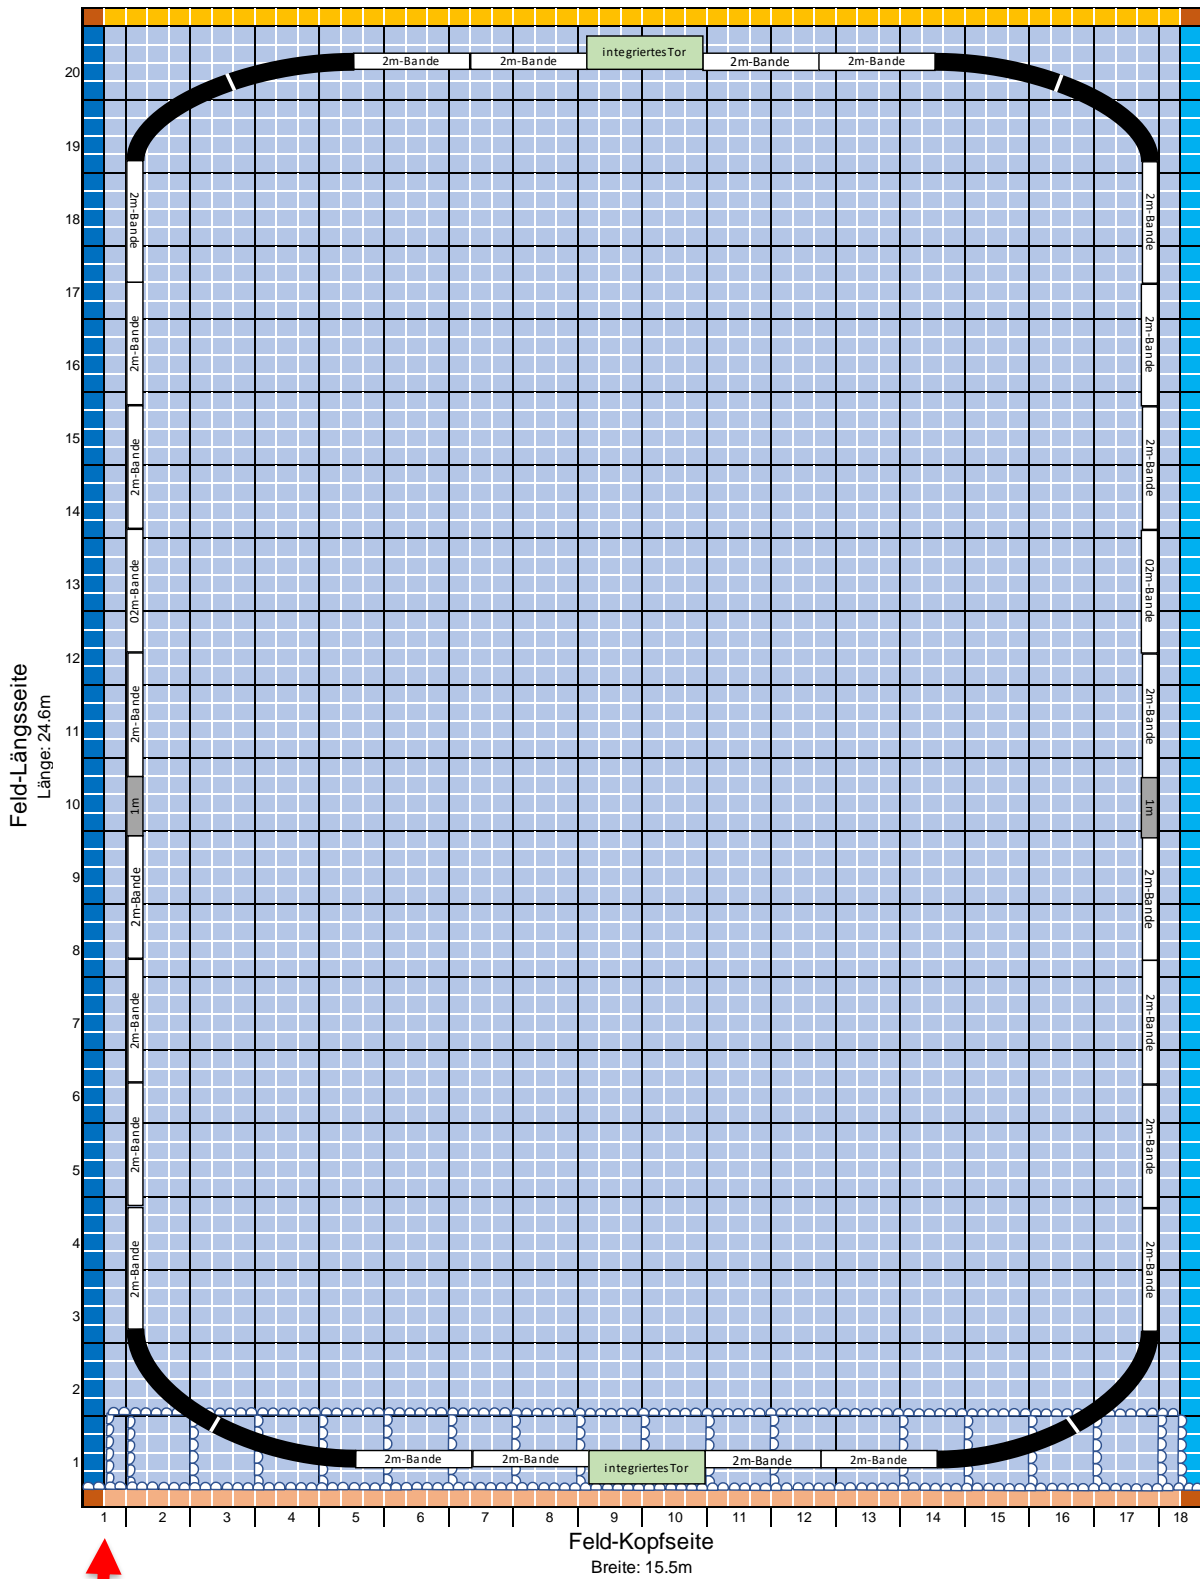 20 2m-Bande 2m-Bande integriertesTor 2m-Bande 2m-Bande
19
18 2m-Bande 2m-Bande
17
16 2m-Bande 2m-Bande
15 2m-Bande 2m-Bande
14
13 02m-Bande 02m-Bande
12
11 2m-Bande 2m-Bande
10 1m 1m
9 2m-Bande 2m-Bande
8
7 2m-Bande 2m-Bande
6
5 2m-Bande 2m-Bande
4 2m-Bande 2m-Bande
3
2
1 2m-Bande 2m-Bande integriertesTor 2m-Bande 2m-Bande
Feld-Längsseite
Länge: 24.6m
1 2 3 4 5 6 7 8 9 10 11 12 13 14 15 16 17 18
Feld-Kopfseite
Breite: 15.5m